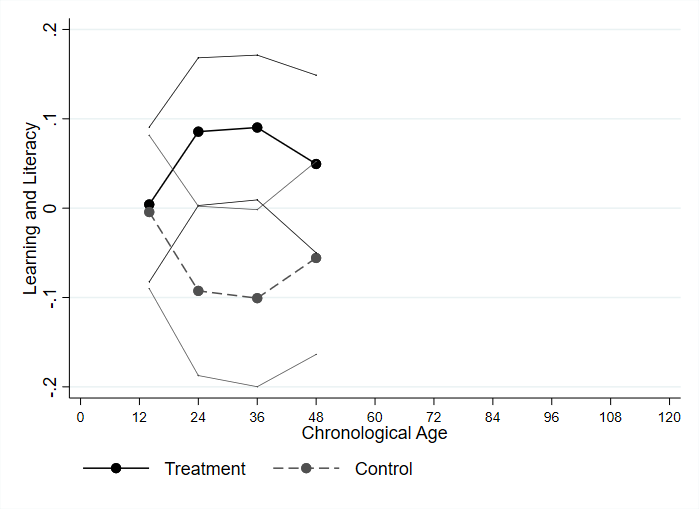 .2
.1
0
-.1
-.2
Learning and Literacy
0 12 24 36 48 60 72 84 96 108 120
Chronological Age
Treatment Control